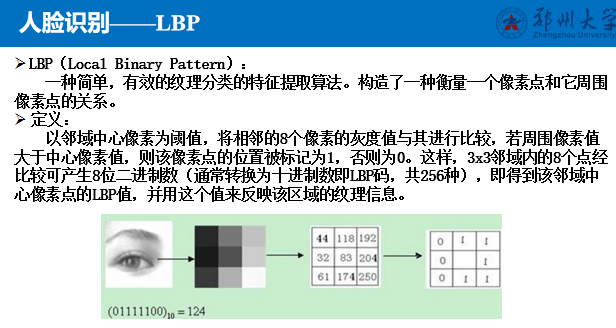 人脸识别——LBP
郑州大学
Zhengzhou University
➢LBP（Local Binary Pattern）：
一种简单，有效的纹理分类的特征提取算法。构造了一种衡量一个像素点和它周围
像素点的关系。
➢定义：
以邻域中心像素为阈值，将相邻的8个像素的灰度值与其进行比较，若周围像素值
大于中心像素值，则该像素点的位置被标记为1，否则为0。这样，3x3邻域内的8个点经
比较可产生8位二进制数（通常转换为十进制数即LBP码，共256种），即得到该邻域中
心像素点的LBP值，并用这个值来反映该区域的纹理信息。
44 118 192
32 83 204
61 174 250
0 1 1
0 1
0 1 1
(01111100)10 = 124